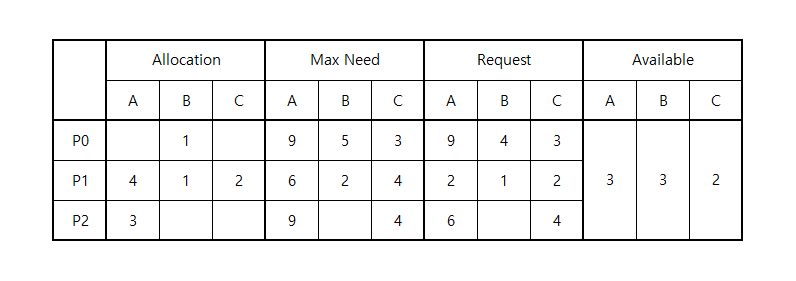 Allocation Max Need Request Available
A B C A B C A B C A B C
P0 1 9 5 3 9 4 3
P1 4 1 2 6 2 4 2 1 2 3 3 2
P2 3 9 4 6 4